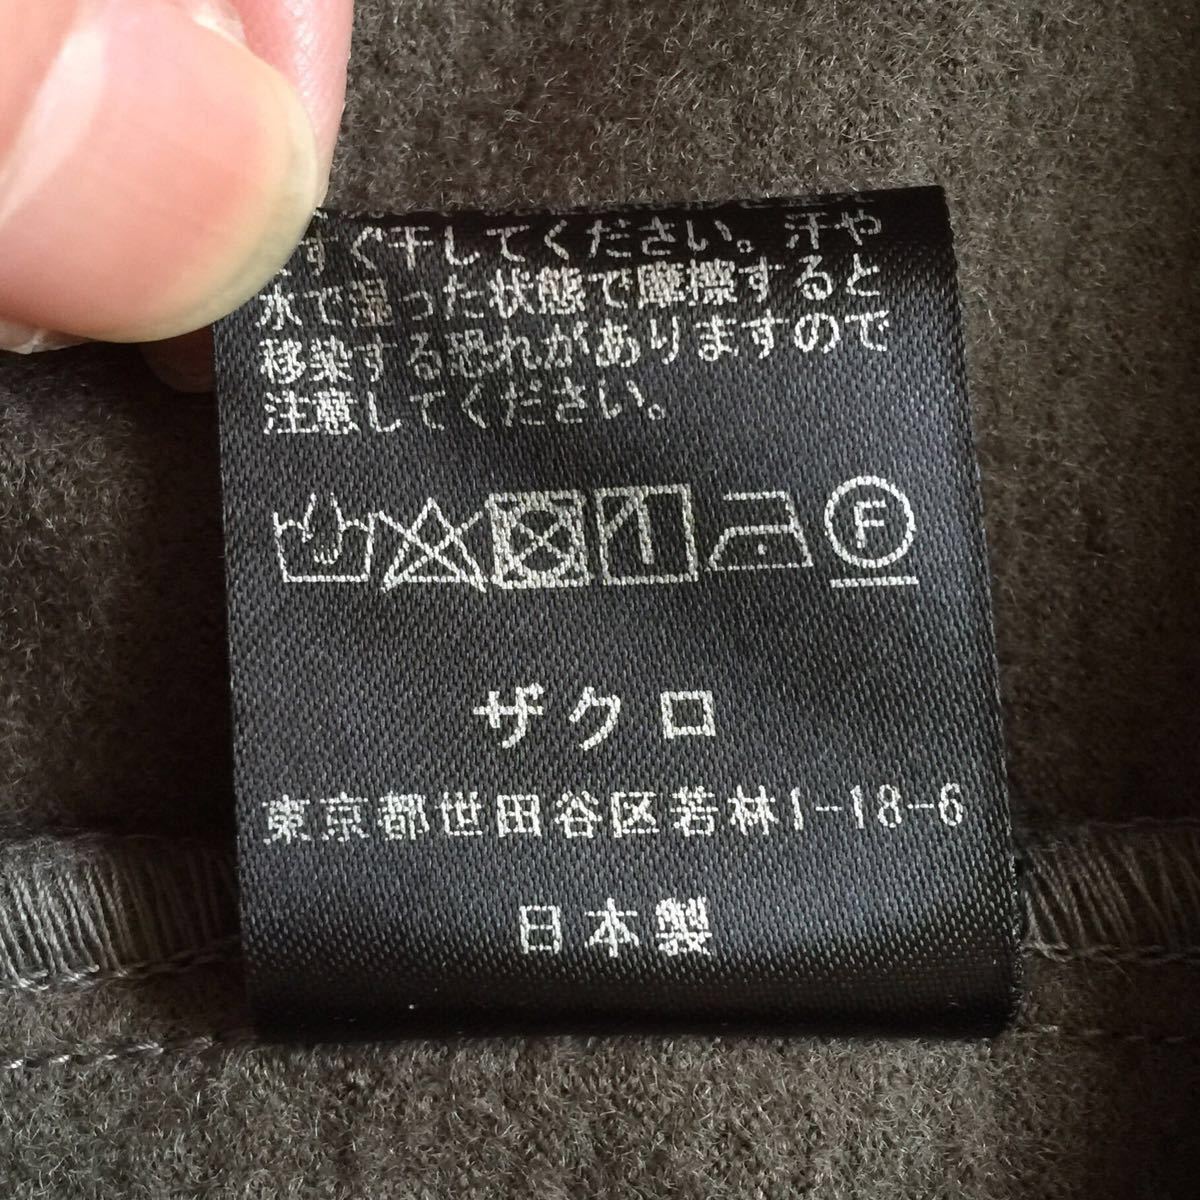 すぐ干してください。汗や
水で湿った状態で摩擦すると
移染する恐れがありますので
注意してください。
F
ザクロ
東京都世田谷区若林1-18-6
日本製